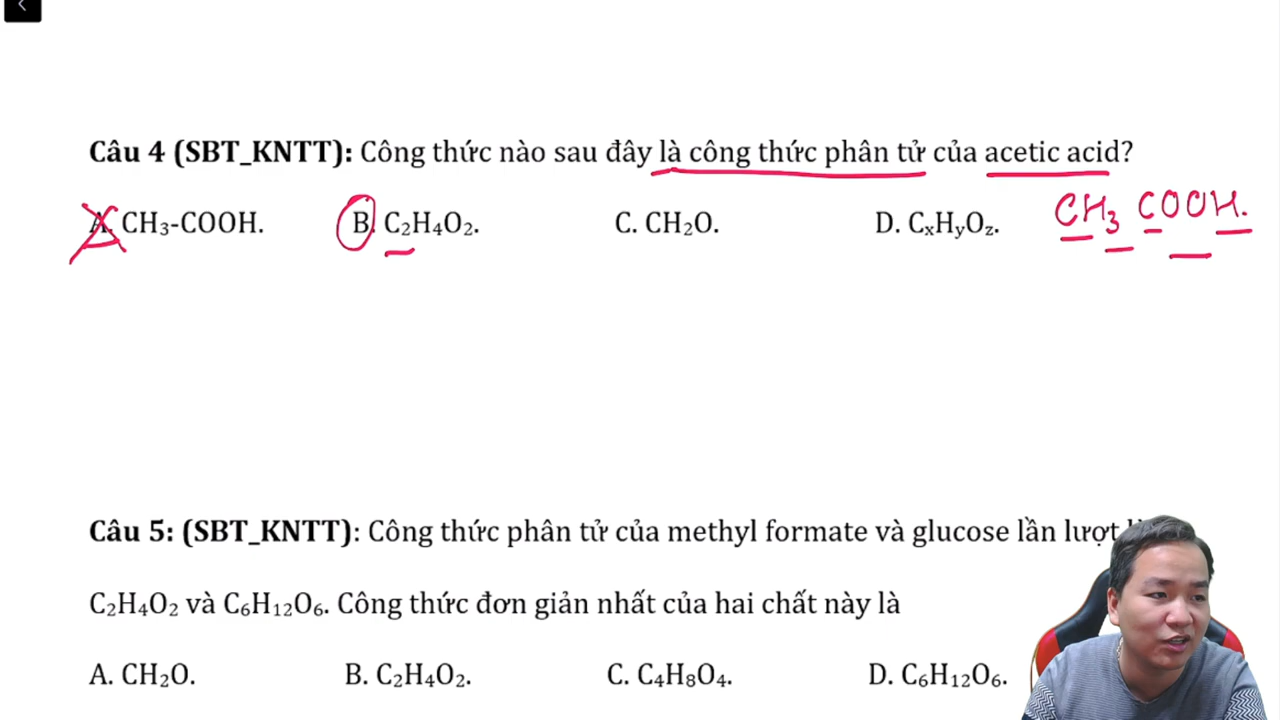 Câu 4 (SBT_KNTT): Công thức nào sau đây là công thức phân tử của acetic acid?
A. CH₃-COOH. B. C₂H₄O₂. C. CH₂O. D. CₓHᵧO_z. CH₃COOH.
Câu 5: (SBT_KNTT): Công thức phân tử của methyl formate và glucose lần lượt
C₂H₄O₂ và C₆H₁₂O₆. Công thức đơn giản nhất của hai chất này là
A. CH₂O. B. C₂H₄O₂. C. C₄H₈O₄. D. C₆H₁₂O₆.